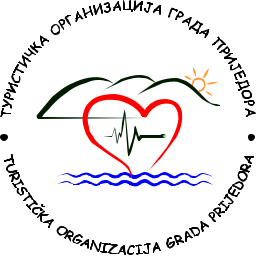 ТУРИСТИЧКА ОРГАНИЗАЦИЈА ГРАДА ПРИЈЕДОРА
TURISTIČKA ORGANIZACIJA GRADA PRIJEDORA